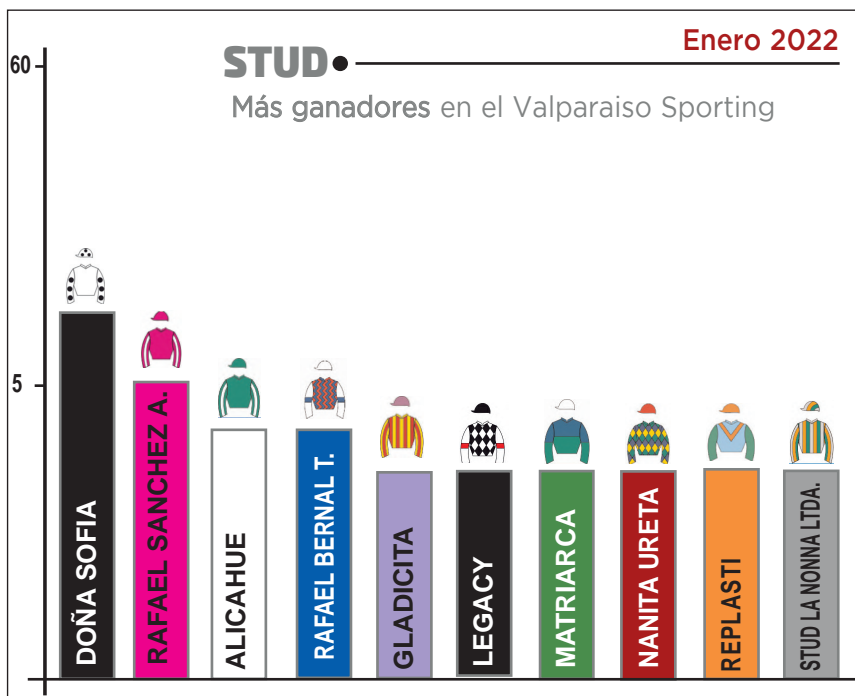 Enero 2022
STUD
Más ganadores en el Valparaiso Sporting
60
5
DOÑA SOFIA
RAFAEL SANCHEZ A.
ALICAHUE
RAFAEL BERNAL T.
GLADICITA
LEGACY
MATRIARCA
NANITA URETA
REPLASTI
STUD LA NONNA LTDA.